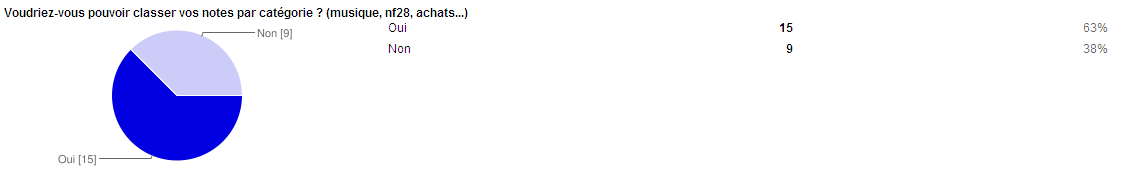 Voudriez-vous pouvoir classer vos notes par catégorie ? (musique, nf28, achats...)
Oui 15 63%
Non 9 38%
Non [9]
Oui [15]